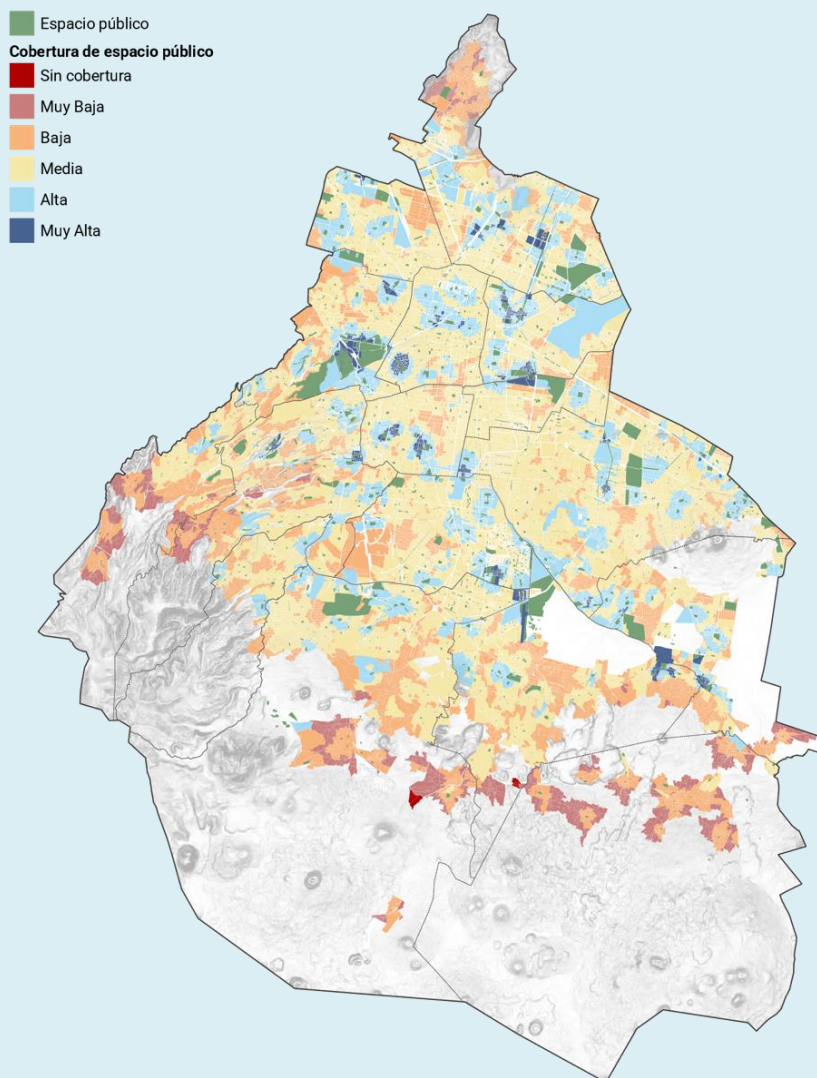 Espacio público
Cobertura de espacio público
Sin cobertura
Muy Baja
Baja
Media
Alta
Muy Alta